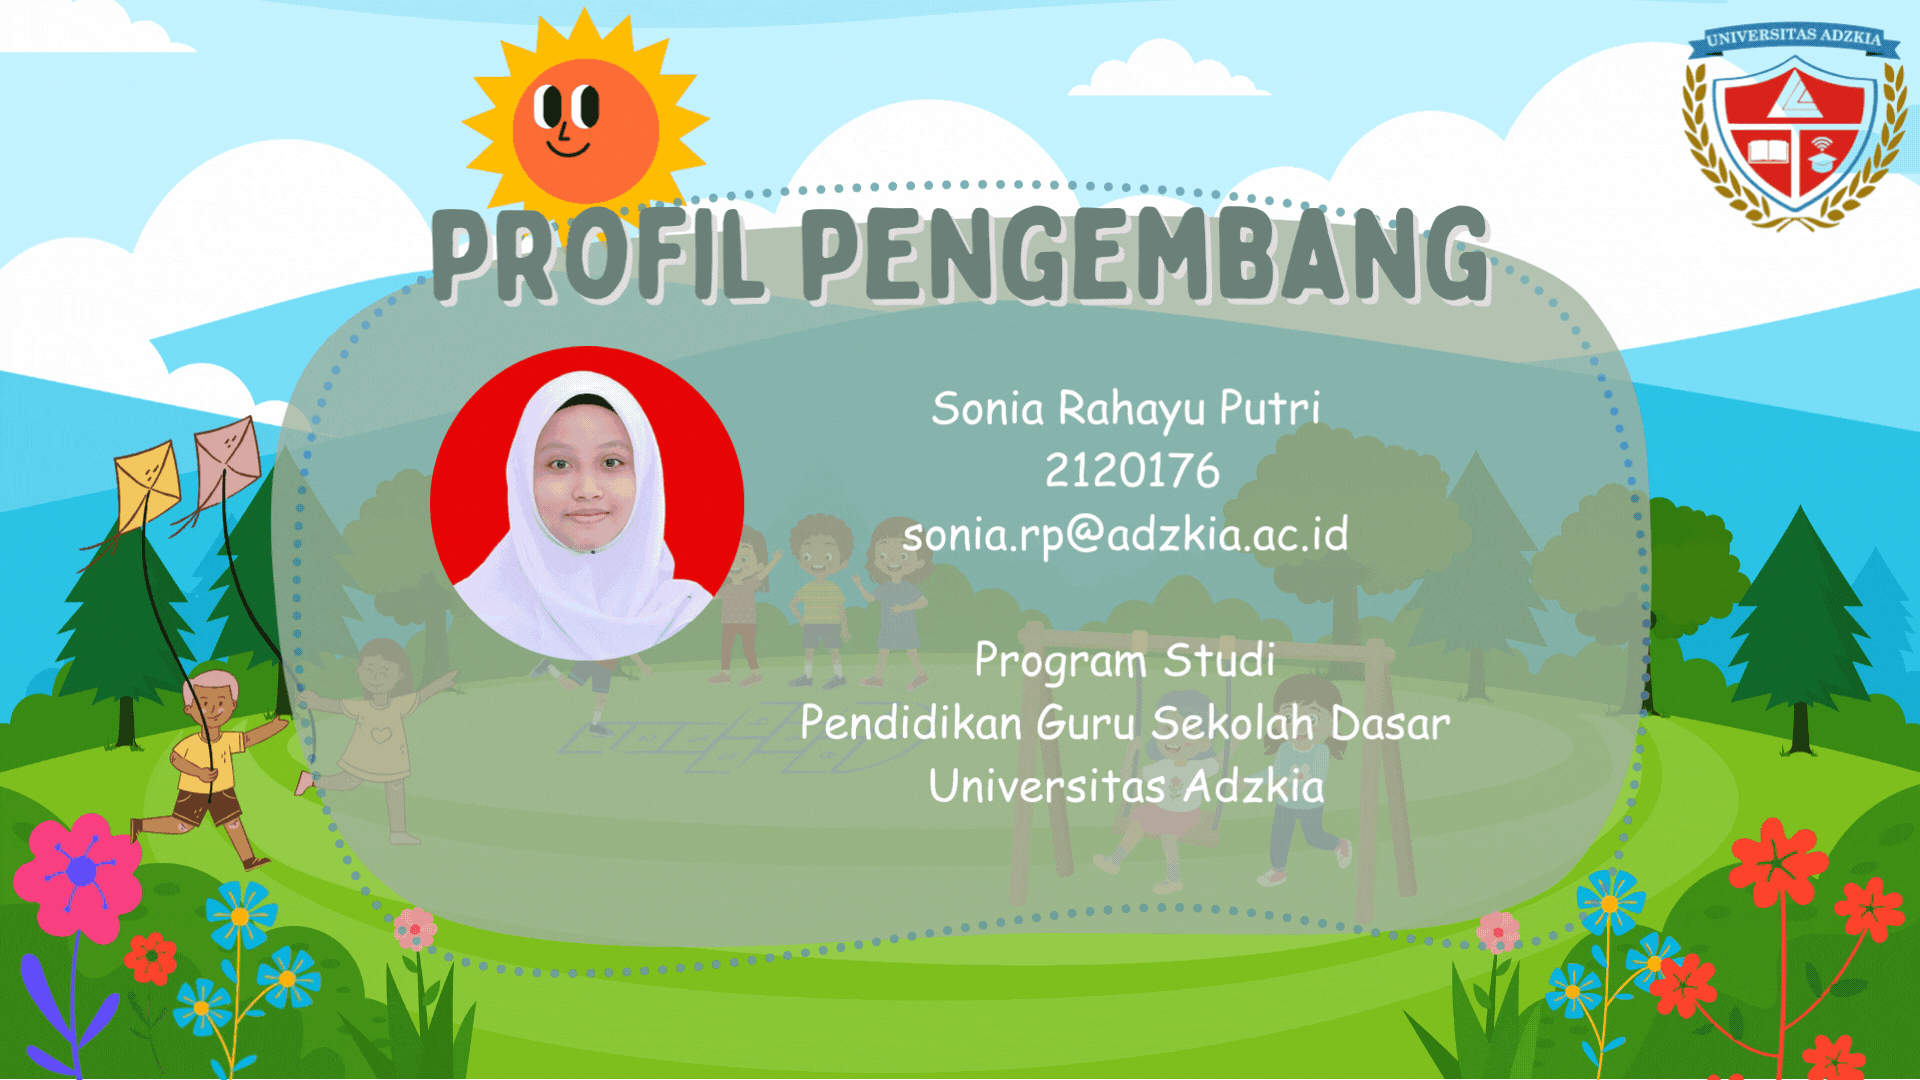 UNIVERSITAS ADZKIA
PROFIL PENGEMBANG
Sonia Rahayu Putri
2120176
sonia.rp@adzkia.ac.id
Program Studi
Pendidikan Guru Sekolah Dasar
Universitas Adzkia